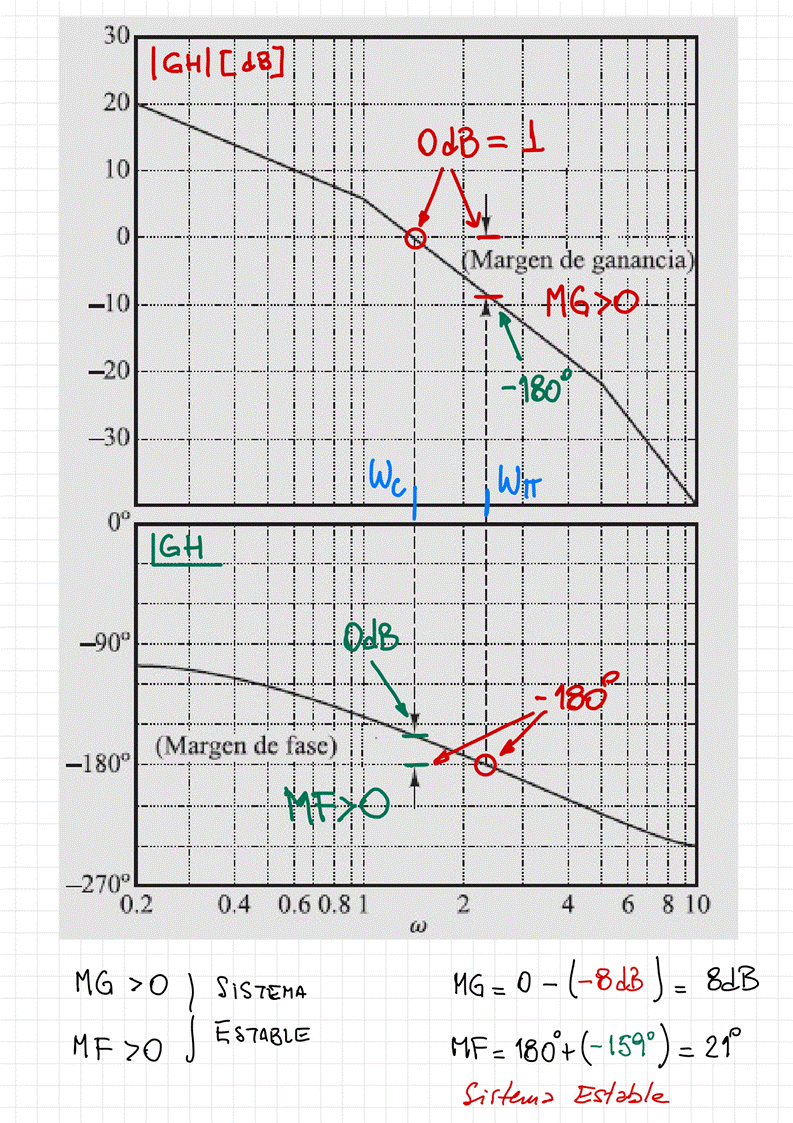 30
|GH| [dB]
20
0dB = 1
10
0
(Margen de ganancia)
−10
MG>0
−20
-180°
−30
ωc
ωπ
0°
GH
0dB
−90°
-180°
(Margen de fase)
−180°
MF>0
−270°
0.2 0.4 0.6 0.8 1 2 4 6 8 10
ω
MG >0
SISTEMA
MG = 0 - (-8dB) = 8dB
MF >0
ESTABLE
MF = 180°+(-159°) = 21°
Sistema Estable